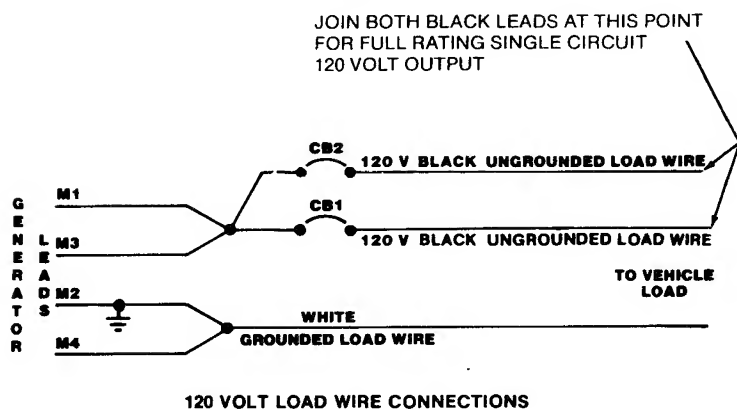 JOIN BOTH BLACK LEADS AT THIS POINT
FOR FULL RATING SINGLE CIRCUIT
120 VOLT OUTPUT
CB2
120 V BLACK UNGROUNDED LOAD WIRE
GENERATOR
LEADS
M1
CB1
120 V BLACK UNGROUNDED LOAD WIRE
M3
TO VEHICLE
LOAD
M2
WHITE
GROUNDED LOAD WIRE
M4
120 VOLT LOAD WIRE CONNECTIONS